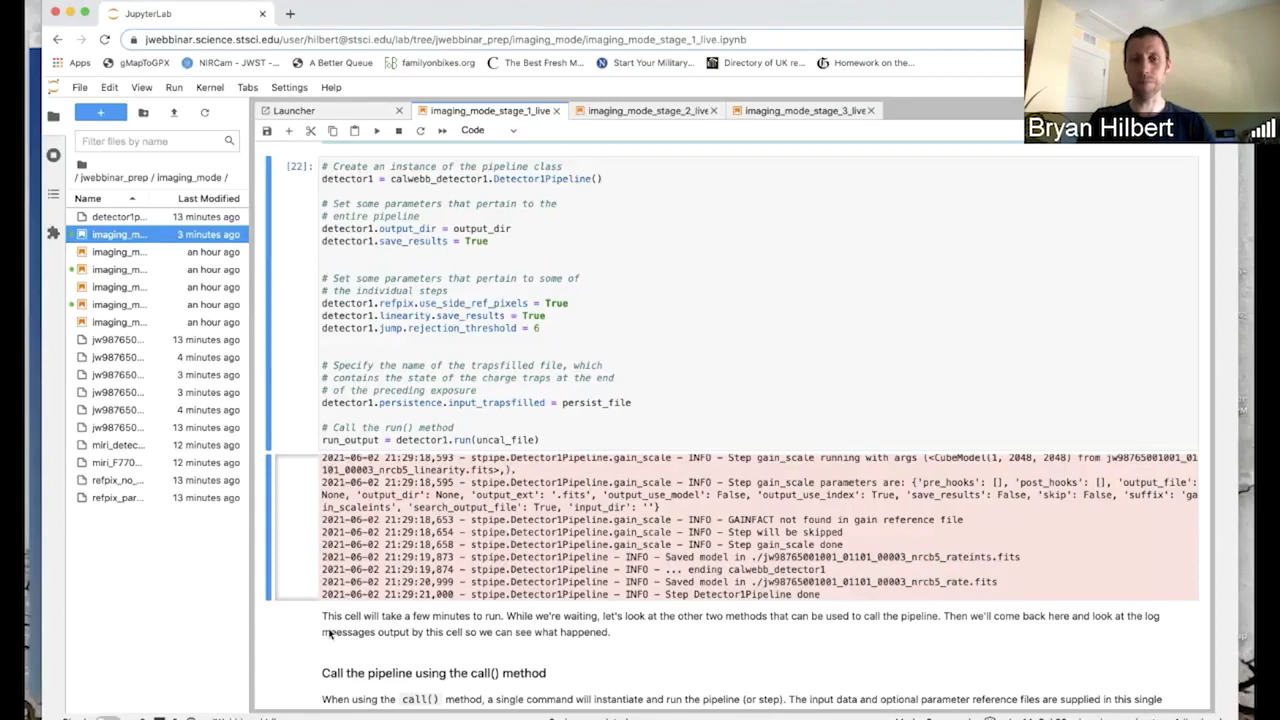 JupyterLab
jwebbinar.science.stsci.edu/user/hilbert@stsci.edu/lab/tree/jwebbinar_prep/imaging_mode/imaging_mode_stage_1_live.ipynb
Apps gMapToGPX NIRCam - JWST -... A Better Queue familyonbikes.org The Best Fresh M... Start Your Military... Directory of UK re... Homework on the...
Bryan Hilbert
File Edit View Run Kernel Tabs Settings Help
Launcher imaging_mode_stage_1_live imaging_mode_stage_2_live imaging_mode_stage_3_live
Code
Filter files by name
/ jwebbinar_prep / imaging_mode /
Name Last Modified
detector1p... 13 minutes ago
imaging_m... 3 minutes ago
imaging_m... an hour ago
imaging_m... an hour ago
imaging_m... an hour ago
imaging_m... an hour ago
imaging_m... an hour ago
jw987650... 13 minutes ago
jw987650... 4 minutes ago
jw987650... 3 minutes ago
jw987650... 3 minutes ago
jw987650... 4 minutes ago
jw987650... 13 minutes ago
miri_detec... 12 minutes ago
miri_F770... 12 minutes ago
refpix_no_... 13 minutes ago
refpix_par... 13 minutes ago
[22]:
# Create an instance of the pipeline class
detector1 = calwebb_detector1.Detector1Pipeline()
# Set some parameters that pertain to the
# entire pipeline
detector1.output_dir = output_dir
detector1.save_results = True
# Set some parameters that pertain to some of
# the individual steps
detector1.refpix.use_side_ref_pixels = True
detector1.linearity.save_results = True
detector1.jump.rejection_threshold = 6
# Specify the name of the trapsfilled file, which
# contains the state of the charge traps at the end
# of the preceding exposure
detector1.persistence.input_trapsfilled = persist_file
# Call the run() method
run_output = detector1.run(uncal_file)
2021-06-02 21:29:18,593 - stpipe.Detector1Pipeline.gain_scale - INFO - Step gain_scale running with args (<CubeModel(1, 2048, 2048) from jw98765001001_01
101_00003_nrcb5_linearity.fits>,).
2021-06-02 21:29:18,595 - stpipe.Detector1Pipeline.gain_scale - INFO - Step gain_scale parameters are: {'pre_hooks': [], 'post_hooks': [], 'output_file':
None, 'output_dir': None, 'output_ext': '.fits', 'output_use_model': False, 'output_use_index': True, 'save_results': False, 'skip': False, 'suffix': 'ga
in_scaleints', 'search_output_file': True, 'input_dir': ''}
2021-06-02 21:29:18,653 - stpipe.Detector1Pipeline.gain_scale - INFO - GAINFACT not found in gain reference file
2021-06-02 21:29:18,654 - stpipe.Detector1Pipeline.gain_scale - INFO - Step will be skipped
2021-06-02 21:29:18,658 - stpipe.Detector1Pipeline.gain_scale - INFO - Step gain_scale done
2021-06-02 21:29:19,873 - stpipe.Detector1Pipeline - INFO - Saved model in ./jw98765001001_01101_00003_nrcb5_rateints.fits
2021-06-02 21:29:19,874 - stpipe.Detector1Pipeline - INFO - ... ending calwebb_detector1
2021-06-02 21:29:20,999 - stpipe.Detector1Pipeline - INFO - Saved model in ./jw98765001001_01101_00003_nrcb5_rate.fits
2021-06-02 21:29:21,000 - stpipe.Detector1Pipeline - INFO - Step Detector1Pipeline done
This cell will take a few minutes to run. While we're waiting, let's look at the other two methods that can be used to call the pipeline. Then we'll come back here and look at the log
meessages output by this cell so we can see what happened.
Call the pipeline using the call() method
When using the call() method, a single command will instantiate and run the pipeline (or step). The input data and optional parameter reference files are supplied in this single